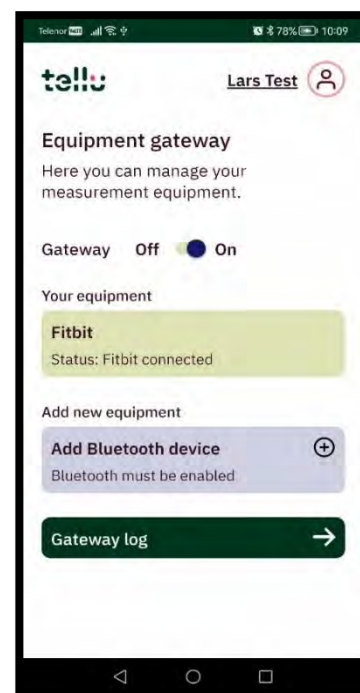 Telenor 78% 10:09
tellu Lars Test
Equipment gateway
Here you can manage your
measurement equipment.
Gateway Off On
Your equipment
Fitbit
Status: Fitbit connected
Add new equipment
Add Bluetooth device
Bluetooth must be enabled
Gateway log